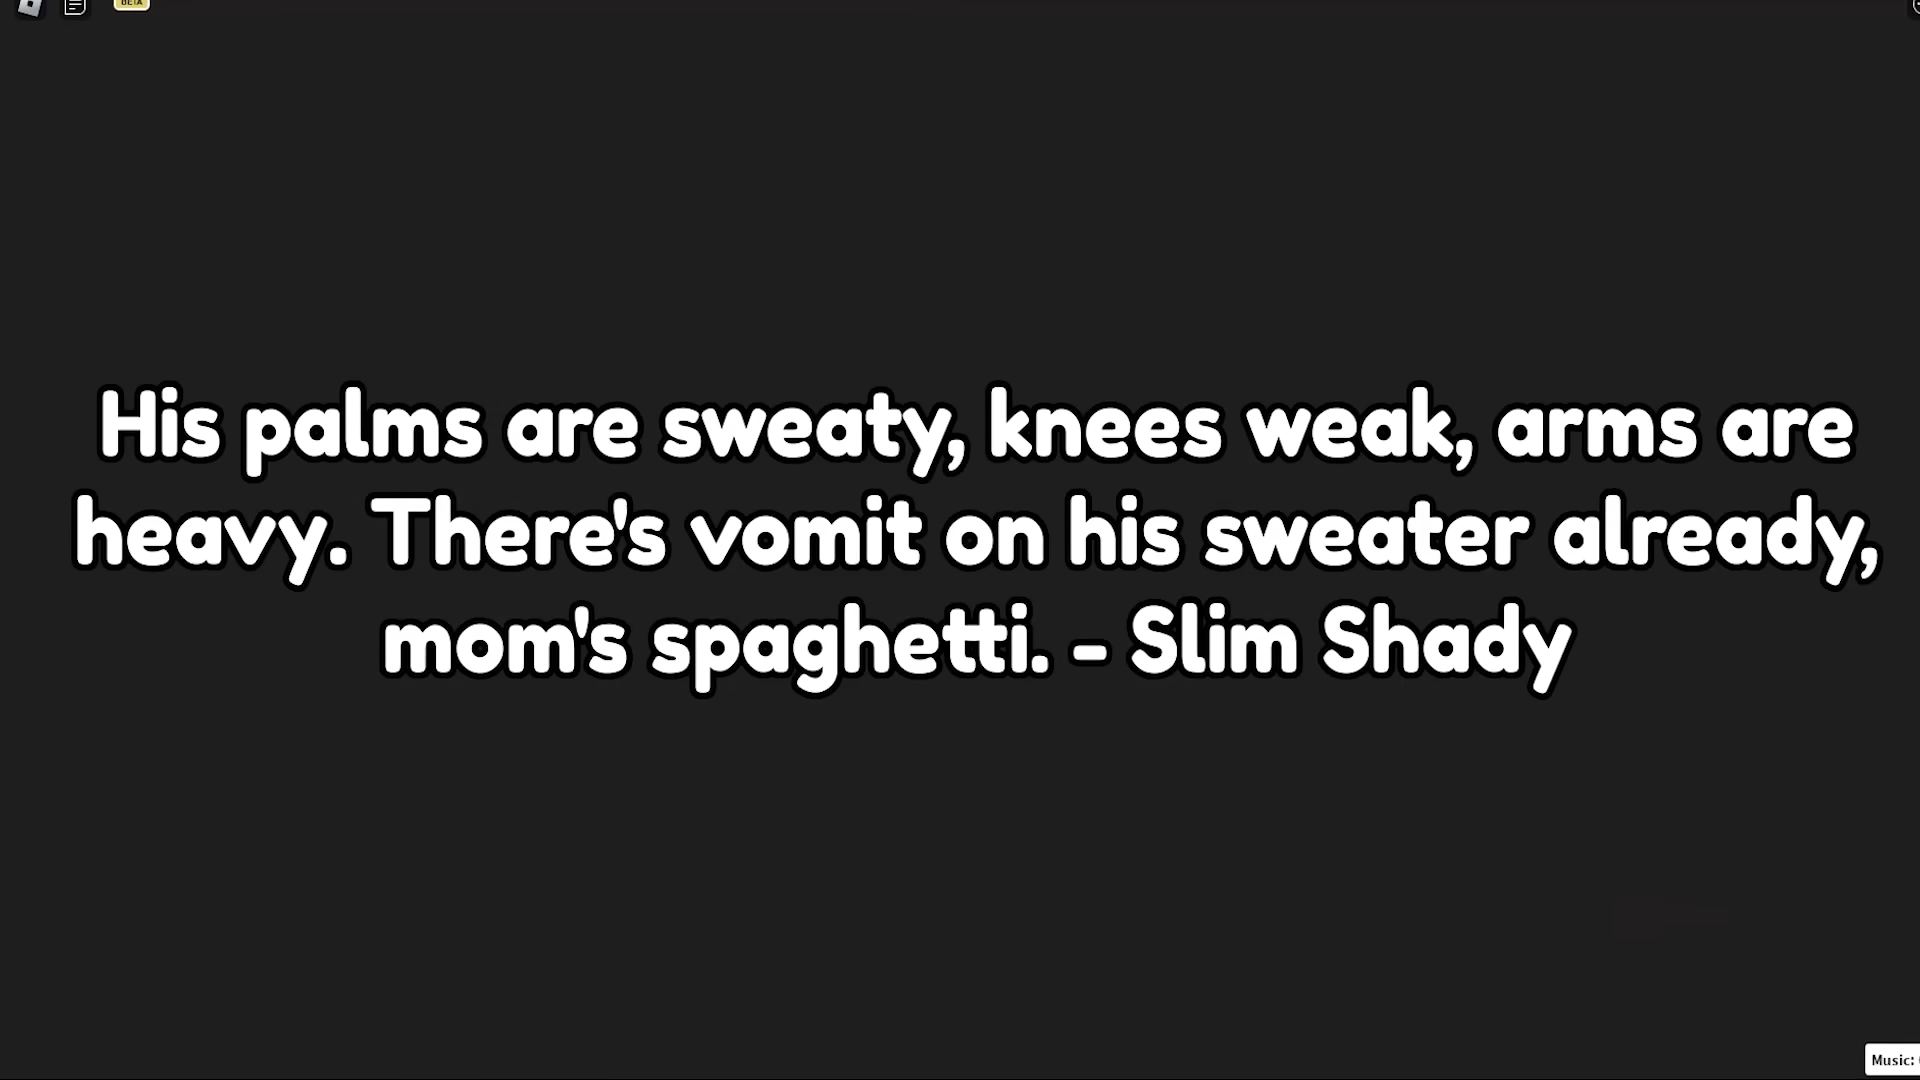 BETA
His palms are sweaty, knees weak, arms are
heavy. There's vomit on his sweater already,
mom's spaghetti. - Slim Shady
Music: